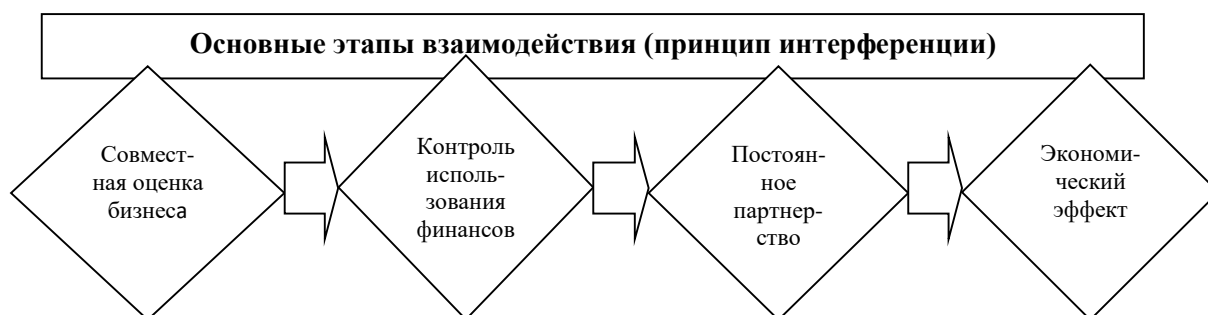 Основные этапы взаимодействия (принцип интерференции)
Совмест-
ная оценка
бизнеса
Контроль
исполь-
зования
финансов
Постоян-
ное
партнер-
ство
Экономи-
ческий
эффект